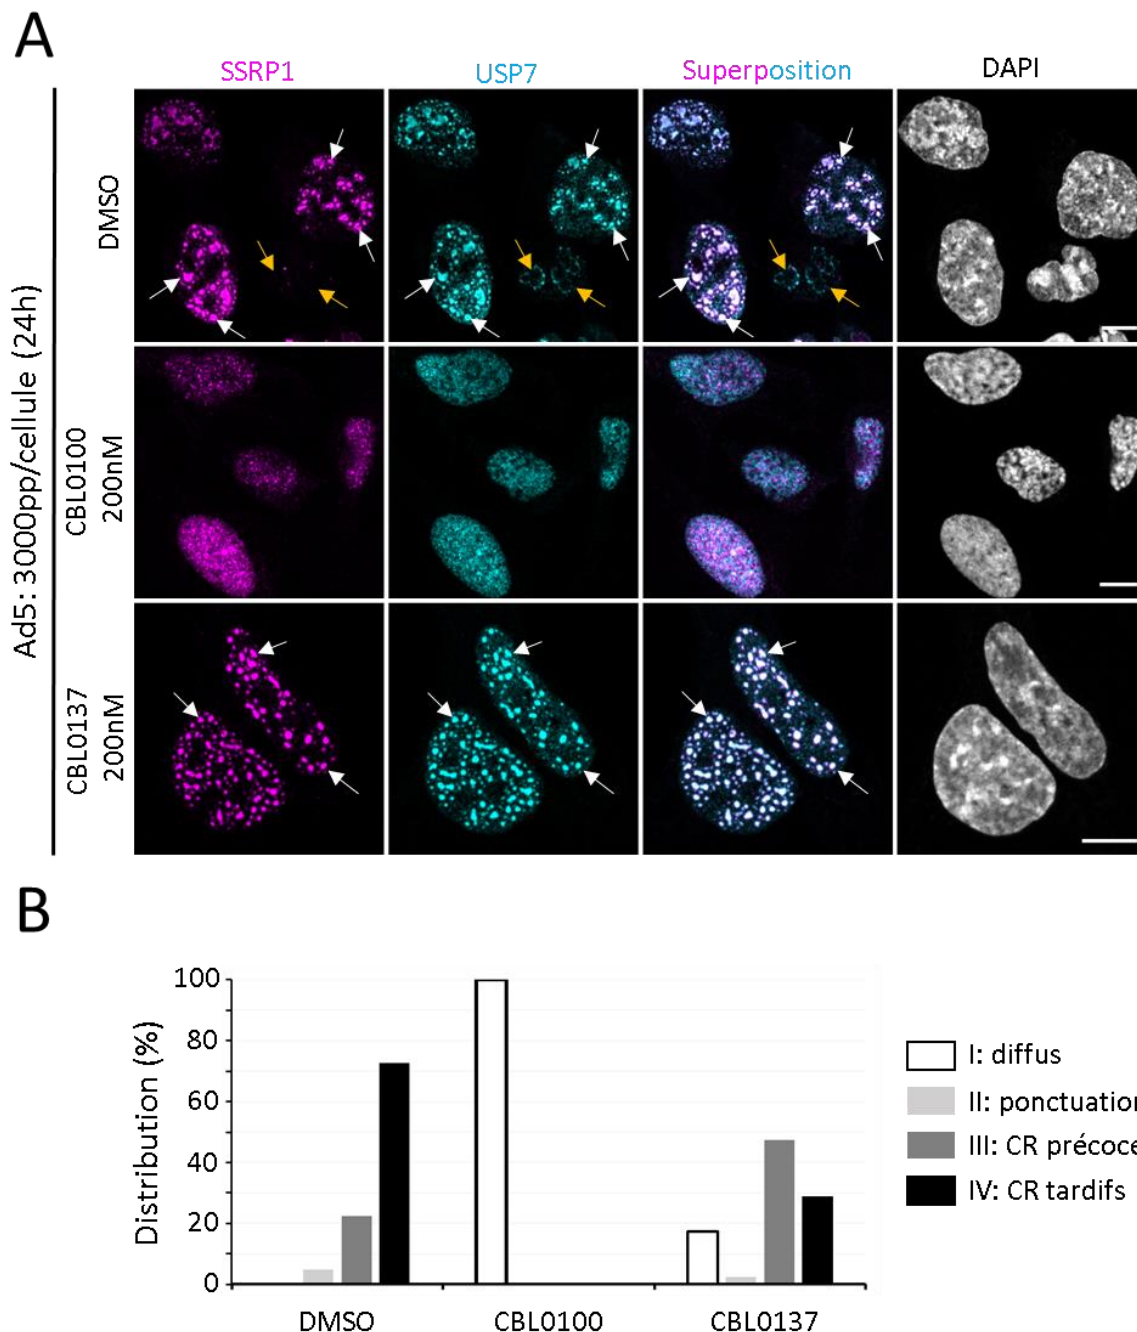 A
SSRP1 USP7 Superposition DAPI
Ad5: 3000pp/cellule (24h)
DMSO
CBL0100
200nM
CBL0137
200nM
B
Distribution (%)
100
80
60
40
20
0
DMSO CBL0100 CBL0137
I: diffus
II: ponctuation
III: CR précoce
IV: CR tardifs